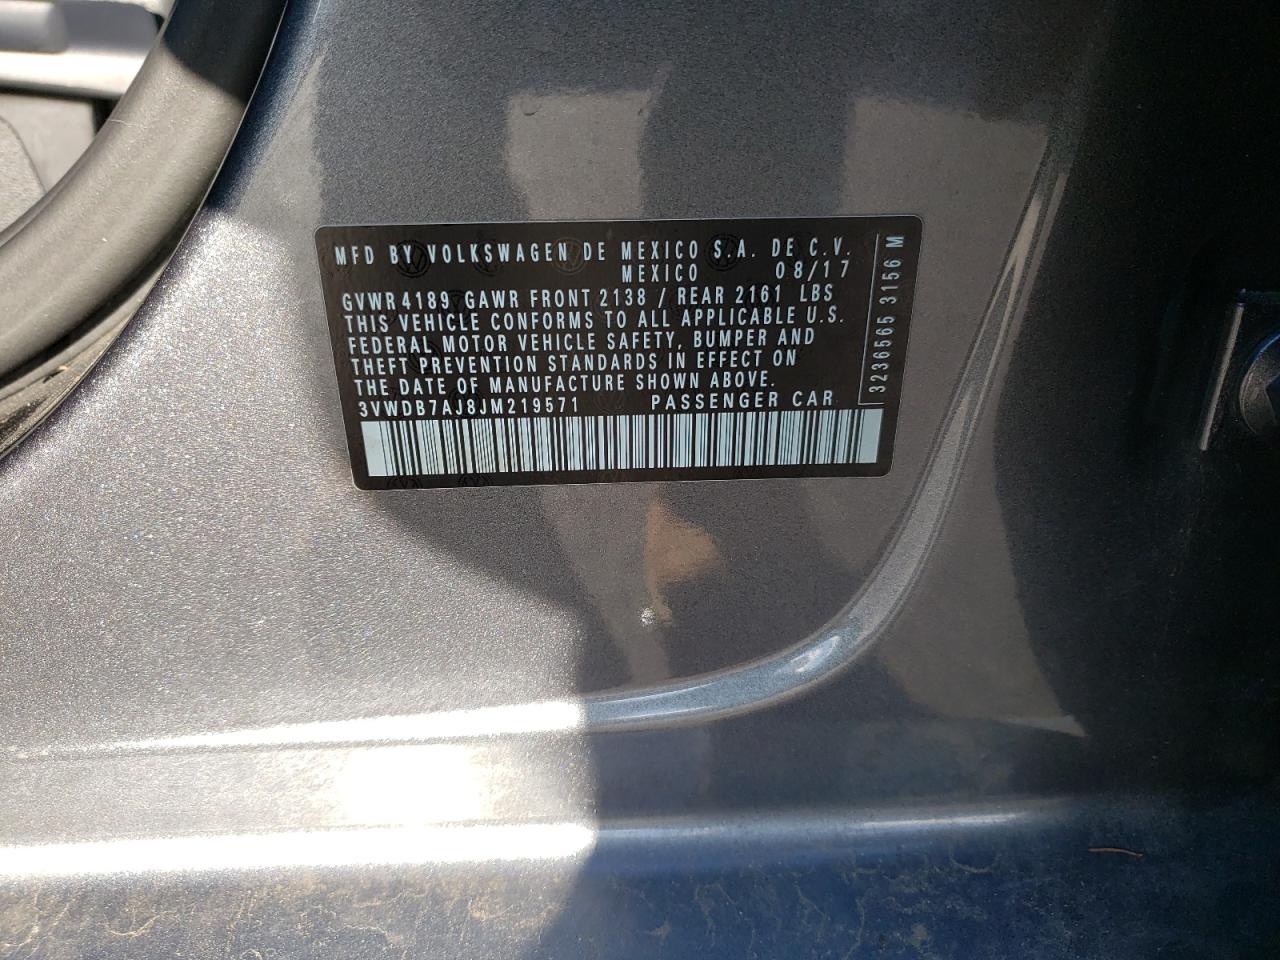 MFD BY VOLKSWAGEN DE MEXICO S.A. DE C.V.
MEXICO 08/17
GVWR 4189 GAWR FRONT 2138 / REAR 2161 LBS
THIS VEHICLE CONFORMS TO ALL APPLICABLE U.S.
FEDERAL MOTOR VEHICLE SAFETY, BUMPER AND
THEFT PREVENTION STANDARDS IN EFFECT ON
THE DATE OF MANUFACTURE SHOWN ABOVE.
3VWDB7AJ8JM219571 PASSENGER CAR
3236565 3156 M